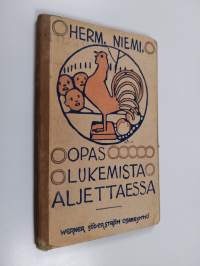 HERM. NIEMI.
OPAS
LUKEMISTA
ALJETTAESSA
WERNER SÖDERSTRÖM OSAKEYHTIÖ